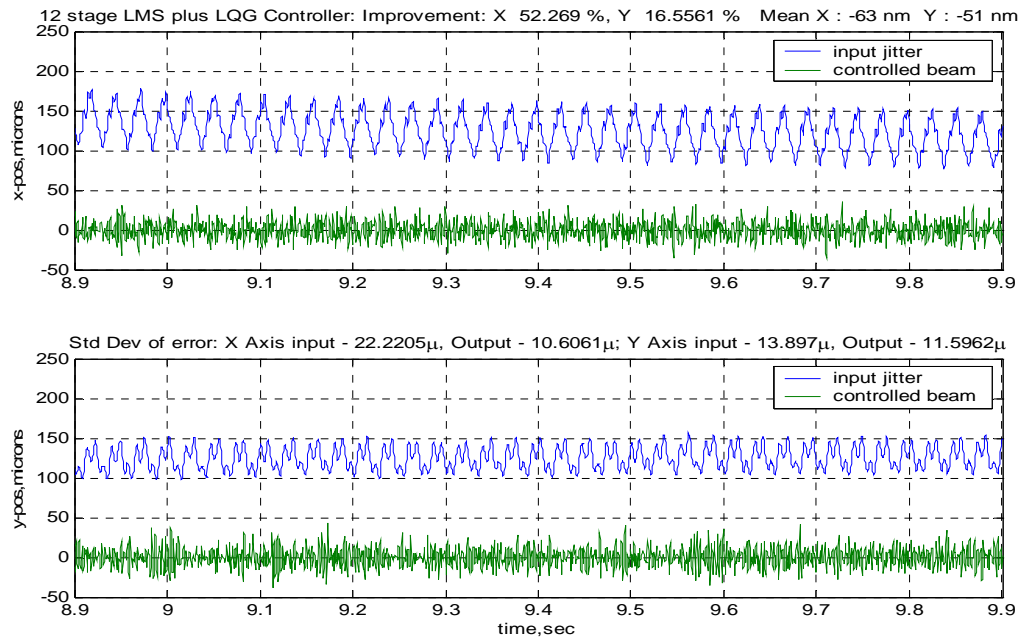 12 stage LMS plus LQG Controller: Improvement: X 52.269 %, Y 16.5561 % Mean X : -63 nm Y : -51 nm
250
200
150
100
50
0
-50
x-pos,microns
input jitter
controlled beam
8.9 9 9.1 9.2 9.3 9.4 9.5 9.6 9.7 9.8 9.9
Std Dev of error: X Axis input - 22.2205μ, Output - 10.6061μ; Y Axis input - 13.897μ, Output - 11.5962μ
250
200
150
100
50
0
-50
y-pos,microns
input jitter
controlled beam
8.9 9 9.1 9.2 9.3 9.4 9.5 9.6 9.7 9.8 9.9
time,sec